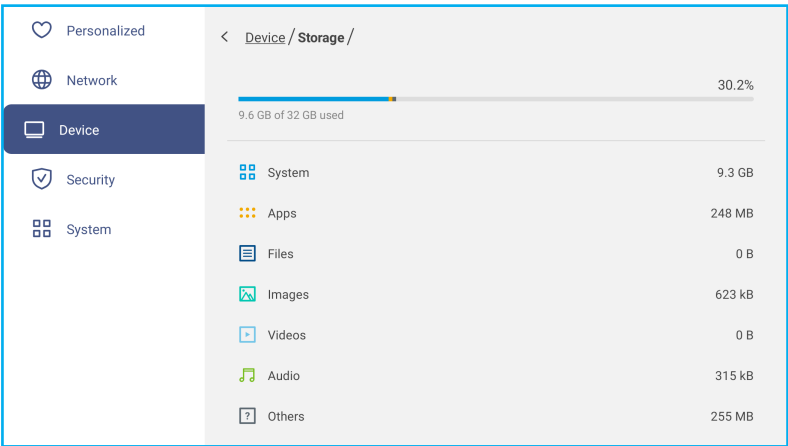 Personalized
Network
Device
Security
System
Device / Storage /
30.2%
9.6 GB of 32 GB used
System 9.3 GB
Apps 248 MB
Files 0 B
Images 623 kB
Videos 0 B
Audio 315 kB
? Others 255 MB